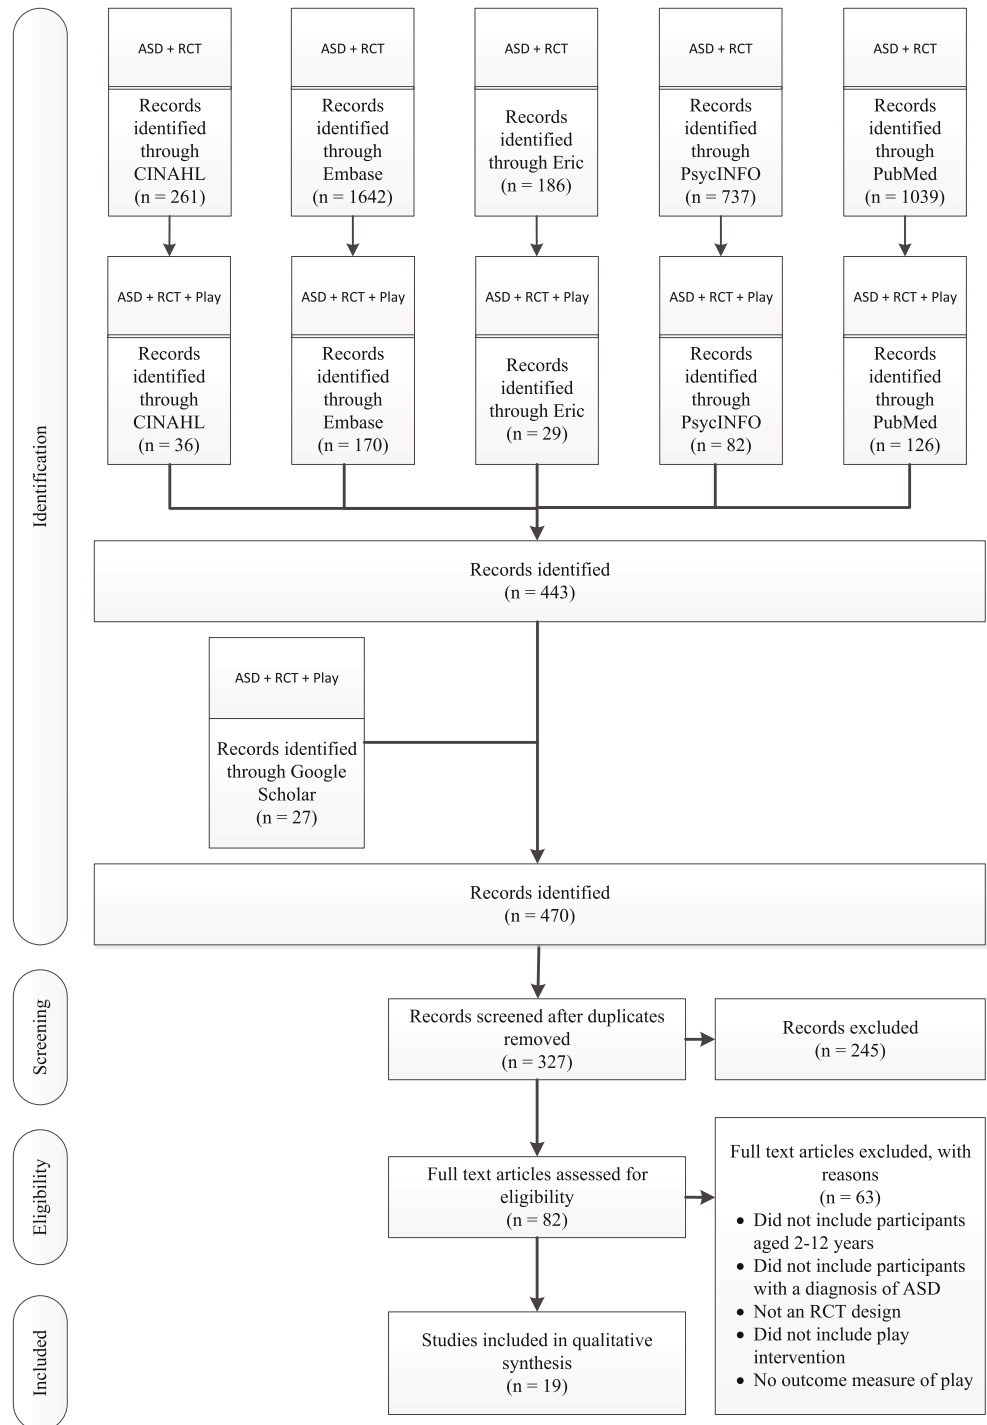 Identification
ASD + RCT
Records
identified
through
CINAHL
(n = 261)
ASD + RCT
Records
identified
through
Embase
(n = 1642)
ASD + RCT
Records
identified
through Eric
(n = 186)
ASD + RCT
Records
identified
through
PsycINFO
(n = 737)
ASD + RCT
Records
identified
through
PubMed
(n = 1039)
ASD + RCT + Play
Records
identified
through
CINAHL
(n = 36)
ASD + RCT + Play
Records
identified
through
Embase
(n = 170)
ASD + RCT + Play
Records
identified
through Eric
(n = 29)
ASD + RCT + Play
Records
identified
through
PsycINFO
(n = 82)
ASD + RCT + Play
Records
identified
through
PubMed
(n = 126)
Records identified
(n = 443)
ASD + RCT + Play
Records identified
through Google
Scholar
(n = 27)
Records identified
(n = 470)
Screening
Records screened after duplicates
removed
(n = 327)
Records excluded
(n = 245)
Eligibility
Full text articles assessed for
eligibility
(n = 82)
Full text articles excluded, with
reasons
(n = 63)
• Did not include participants
aged 2-12 years
• Did not include participants
with a diagnosis of ASD
• Not an RCT design
• Did not include play
intervention
• No outcome measure of play
Included
Studies included in qualitative
synthesis
(n = 19)